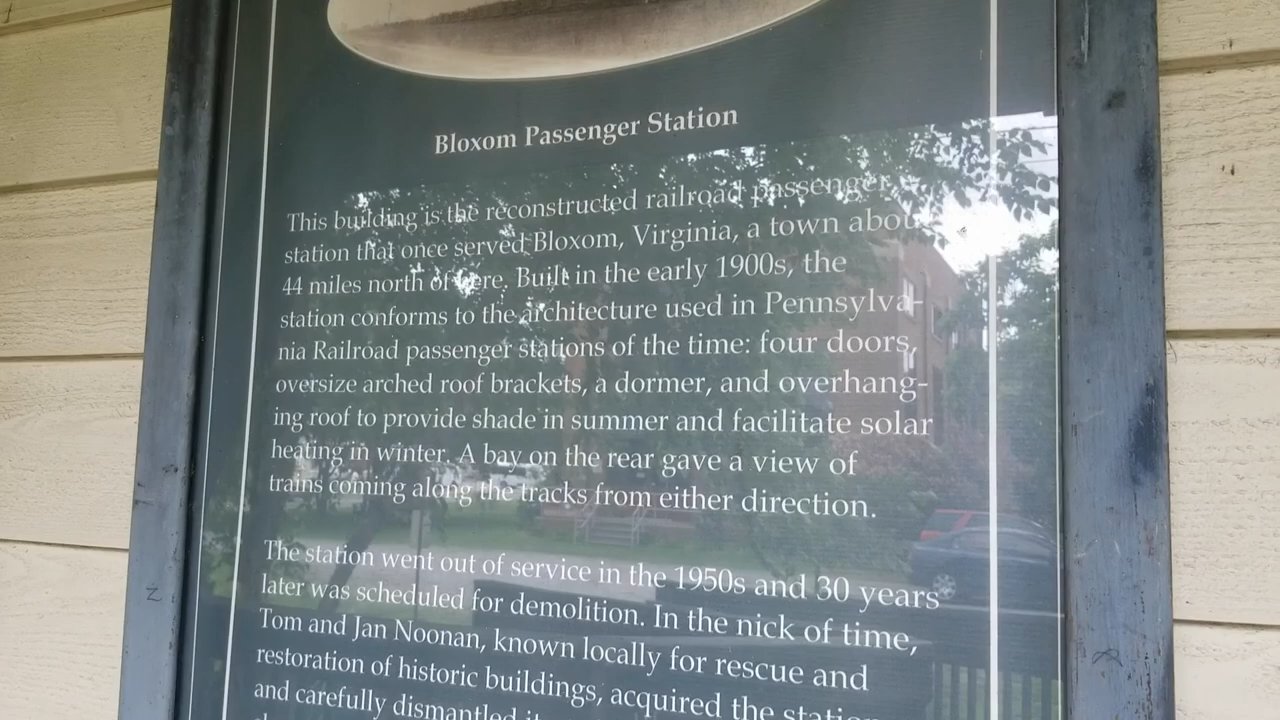 Bloxom Passenger Station
This building is the reconstructed railroad passenger
station that once served Bloxom, Virginia, a town about
44 miles north of here. Built in the early 1900s, the
station conforms to the architecture used in Pennsylva-
nia Railroad passenger stations of the time: four doors,
oversize arched roof brackets, a dormer, and overhang-
ing roof to provide shade in summer and facilitate solar
heating in winter. A bay on the rear gave a view of
trains coming along the tracks from either direction.
The station went out of service in the 1950s and 30 years
later was scheduled for demolition. In the nick of time,
Tom and Jan Noonan, known locally for rescue and
restoration of historic buildings, acquired the station
and carefully dismantled it